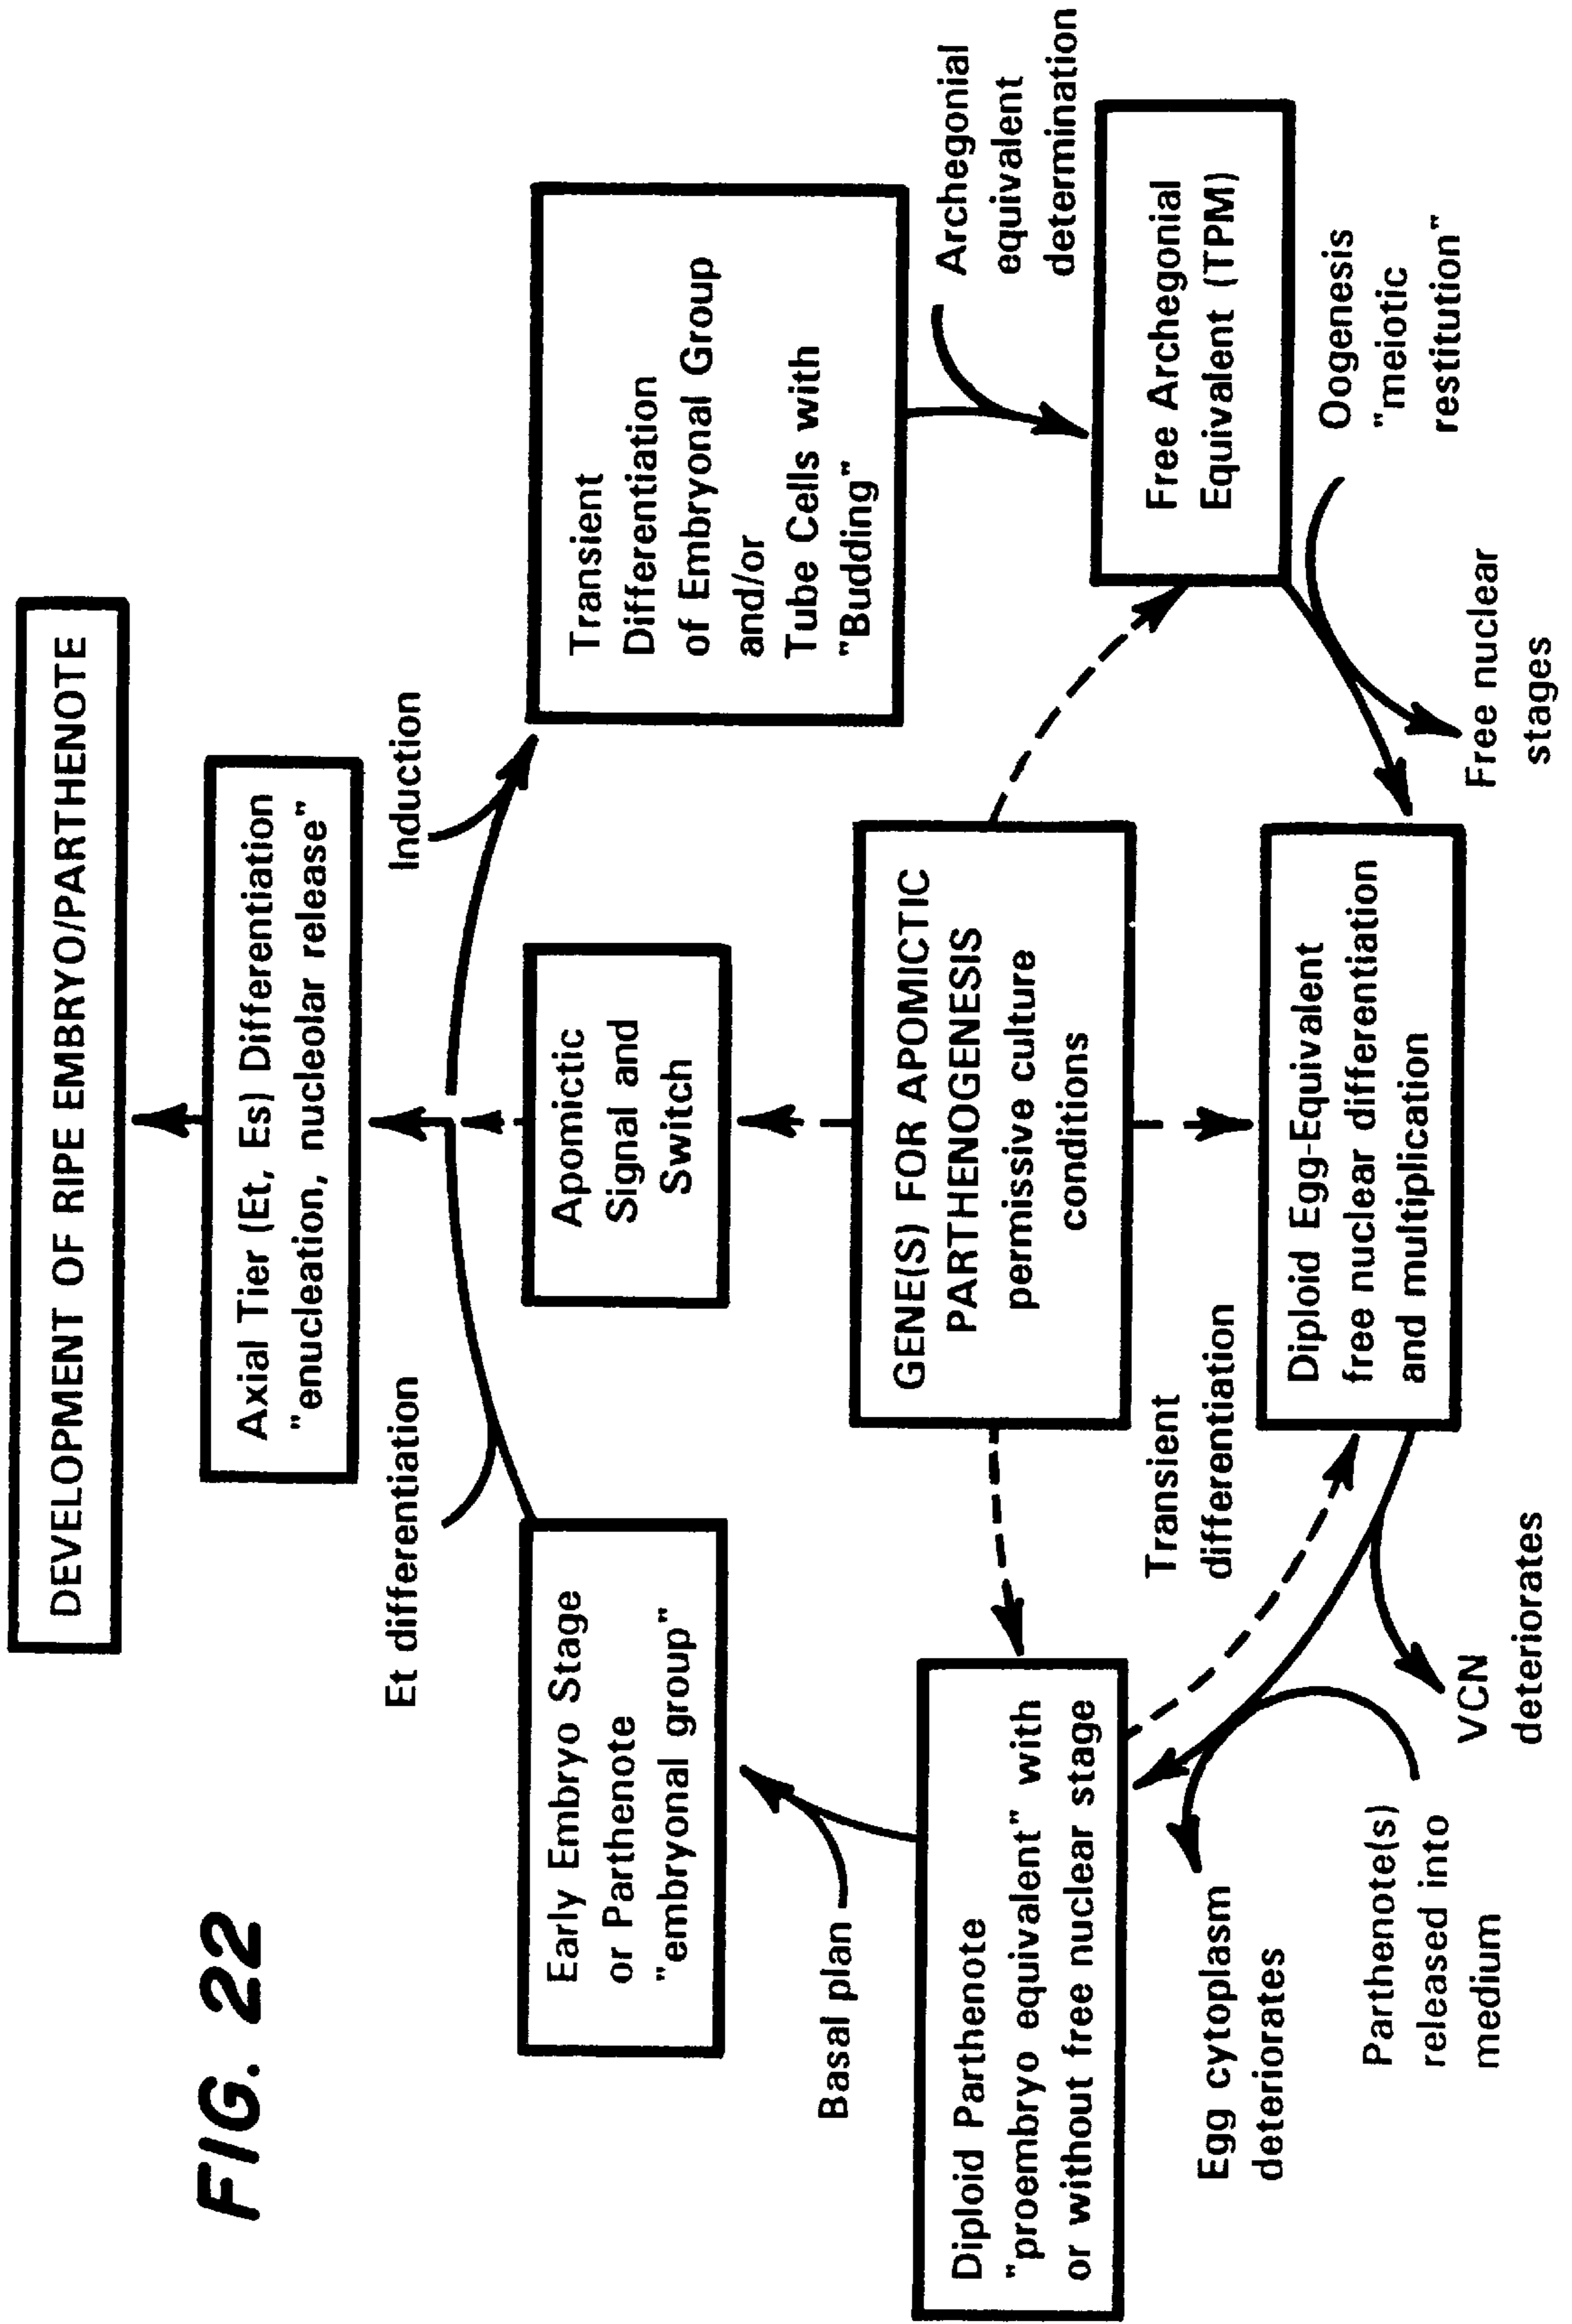 FIG. 22
DEVELOPMENT OF RIPE EMBRYO/PARTHENOTE
Axial Tier (Et, Es) Differentiation
"enucleation, nucleolar release"
Et differentiation
Induction
Early Embryo Stage
or Parthenote
"embryonal group"
Apomictic
Signal and
Switch
Transient
Differentiation
of Embryonal Group
and/or
Tube Cells with
"Budding"
Basal plan
GENE(S) FOR APOMICTIC
PARTHENOGENESIS
permissive culture
conditions
Archegonial
equivalent
determination
Diploid Parthenote
"proembryo equivalent" with
or without free nuclear stage
Transient
differentiation
Free Archegonial
Equivalent (TPM)
Egg cytoplasm
deteriorates
Diploid Egg-Equivalent
free nuclear differentiation
and multiplication
Oogenesis
"meiotic
restitution"
Parthenote(s)
released into
medium
VCN
deteriorates
Free nuclear
stages